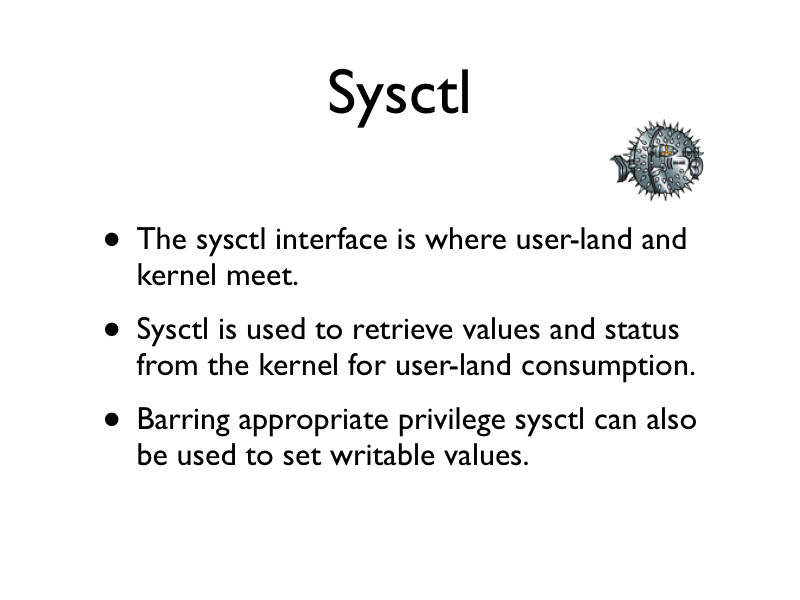 Sysctl
• The sysctl interface is where user-land and
kernel meet.
• Sysctl is used to retrieve values and status
from the kernel for user-land consumption.
• Barring appropriate privilege sysctl can also
be used to set writable values.